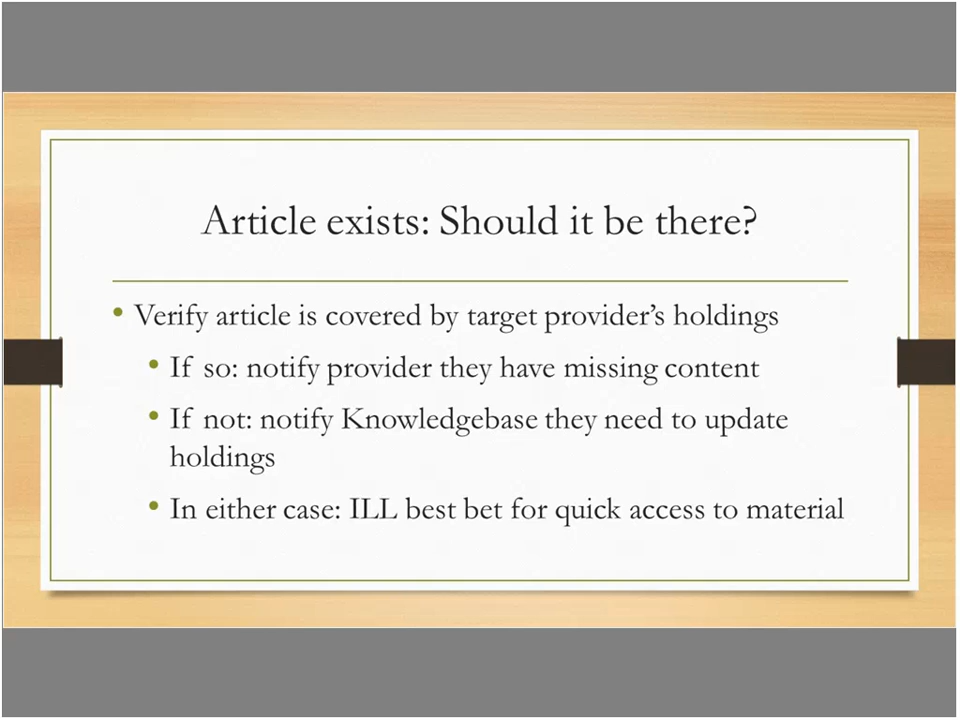 Article exists: Should it be there?
• Verify article is covered by target provider’s holdings
• If so: notify provider they have missing content
• If not: notify Knowledgebase they need to update
holdings
• In either case: ILL best bet for quick access to material